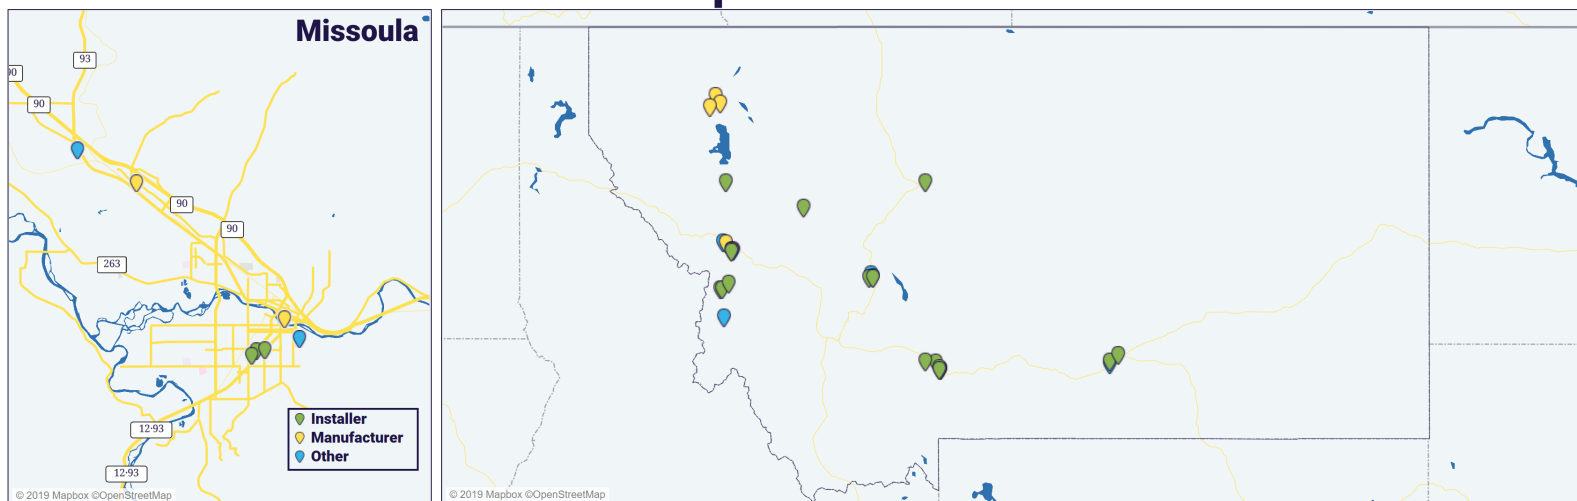 Missoula
93
90
90
90
90
263
12·93
12·93
Installer
Manufacturer
Other
© 2019 Mapbox ©OpenStreetMap
© 2019 Mapbox ©OpenStreetMap